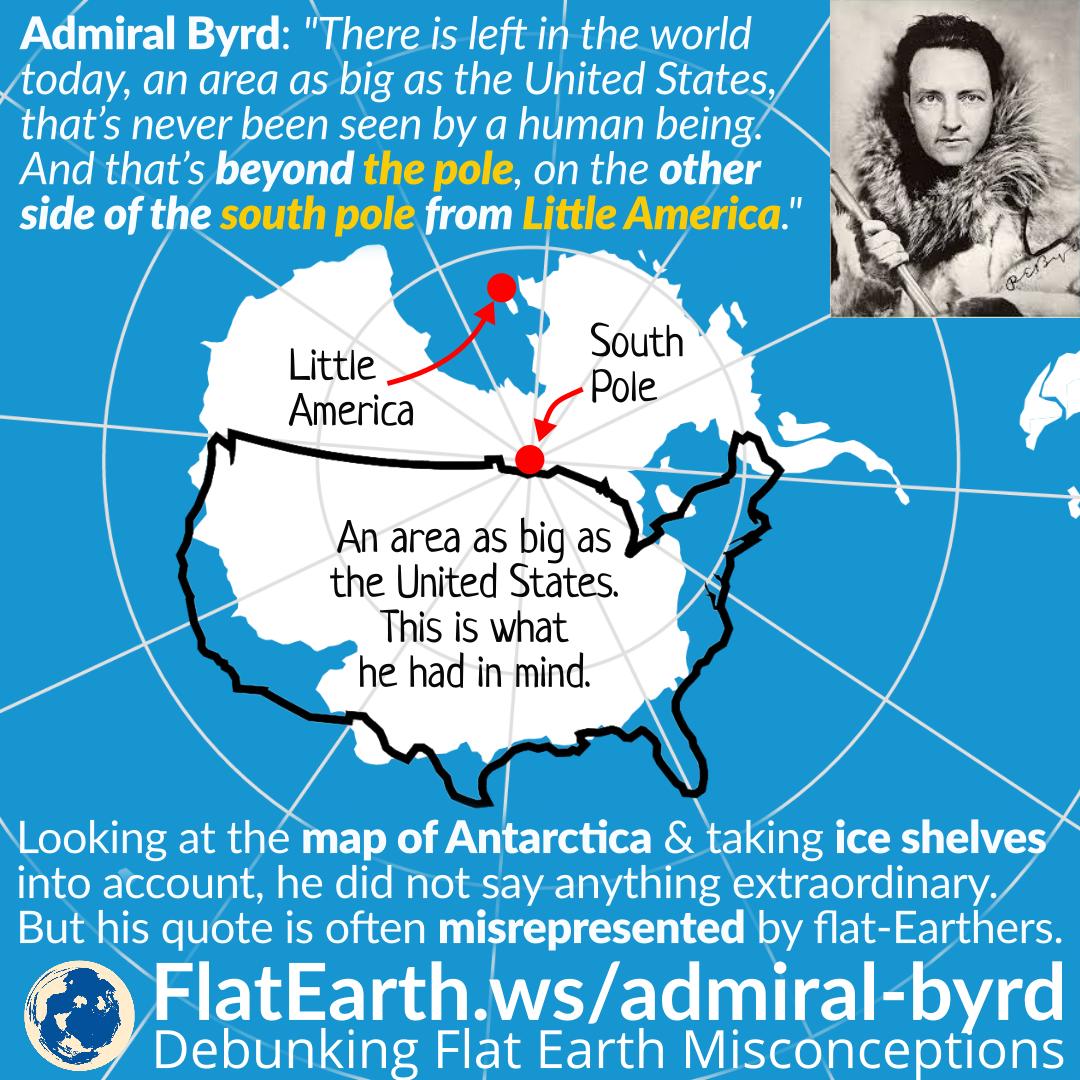 Admiral Byrd: "There is left in the world
today, an area as big as the United States,
that's never been seen by a human being.
And that's beyond the pole, on the other
side of the south pole from Little America."
Little
America
South
Pole
An area as big as
the United States.
This is what
he had in mind.
Looking at the map of Antarctica & taking ice shelves
into account, he did not say anything extraordinary.
But his quote is often misrepresented by flat-Earthers.
FlatEarth.ws/admiral-byrd
Debunking Flat Earth Misconceptions